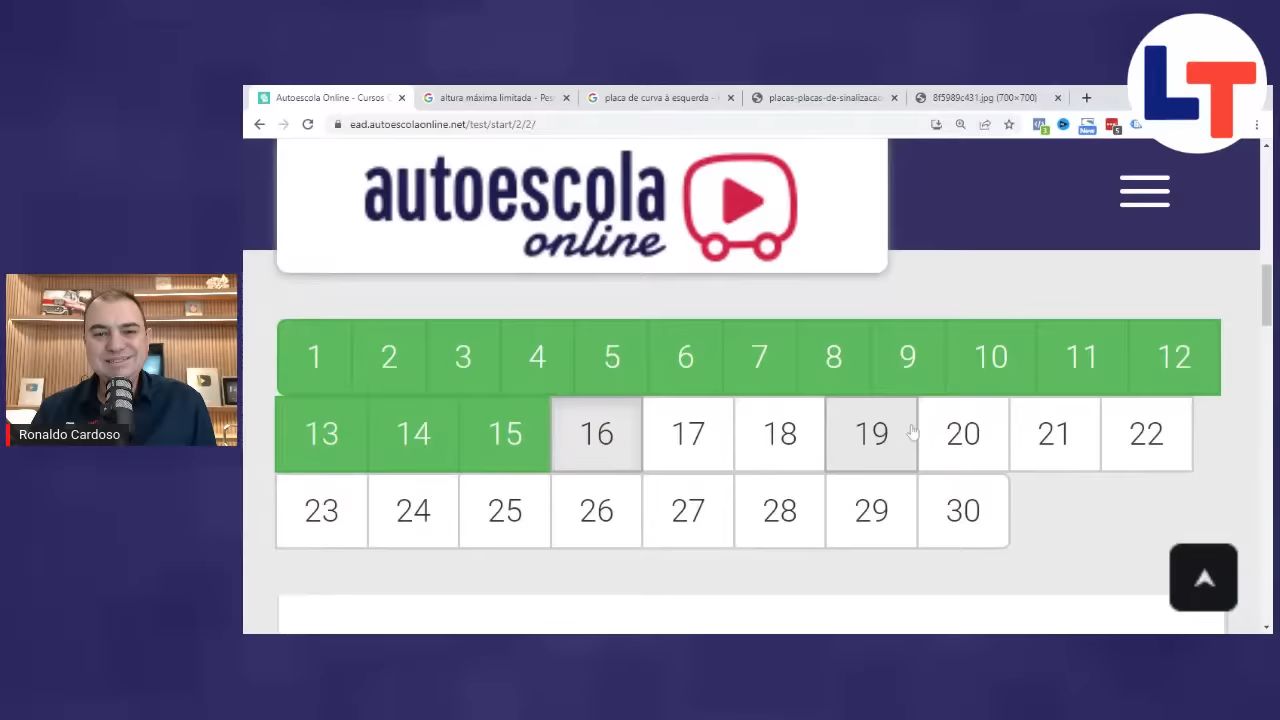 LT
Autoescola Online - Cursos
altura máxima limitada - Pes
placa de curva à esquerda -
placas-placas-de-sinalizaca
8f5989c431.jpg (700×700)
ead.autoescolaonline.net/test/start/2/2/
3
New
5
autoescola
online
1 2 3 4 5 6 7 8 9 10 11 12
13 14 15 16 17 18 19 20 21 22
23 24 25 26 27 28 29 30
Ronaldo Cardoso